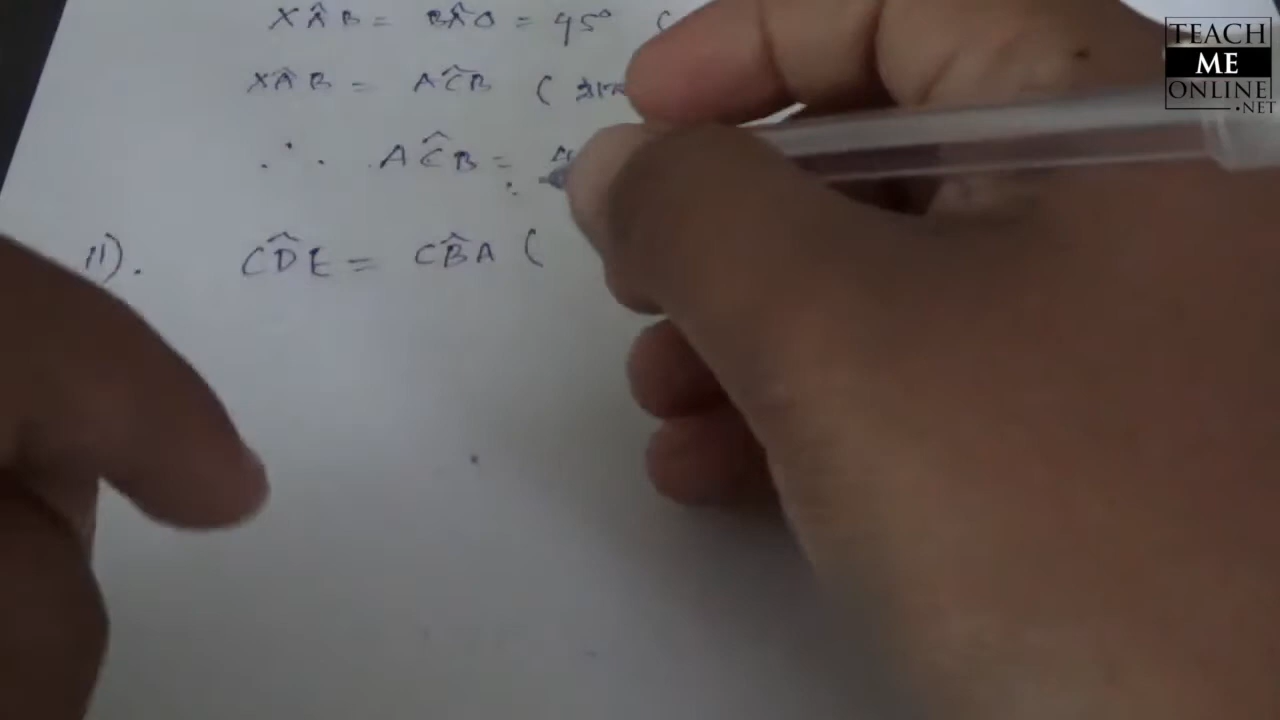 XÂB = BÂO = 45° (
TEACH
ME
ONLINE
.NET
XÂB = AĈB (
∴ AĈB =
II). CD̂E = CB̂A (